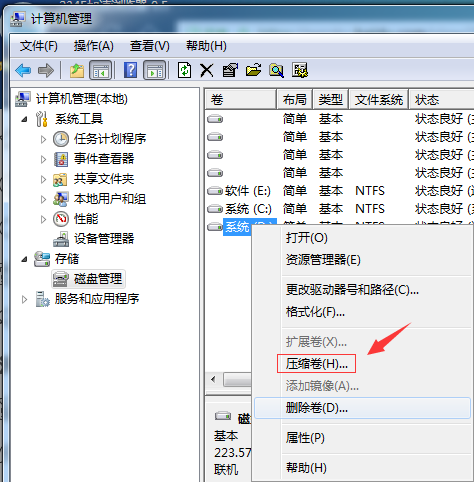 计算机管理
文件(F) 操作(A) 查看(V) 帮助(H)
计算机管理(本地)
系统工具
任务计划程序
事件查看器
共享文件夹
本地用户和组
性能
设备管理器
存储
磁盘管理
服务和应用程序
卷 布局 类型 文件系统 状态
简单 基本 状态良好
简单 基本 状态良好
简单 基本 状态良好
简单 基本 状态良好
软件 (E:) 简单 基本 NTFS 状态良好
系统 (C:) 简单 基本 NTFS 状态良好
系统 简单 基本 NTFS 状态良好
打开(O)
资源管理器(E)
更改驱动器号和路径(C)...
格式化(F)...
扩展卷(X)...
压缩卷(H)...
添加镜像(A)...
删除卷(D)...
属性(P)
帮助(H)
基本
223.57
联机